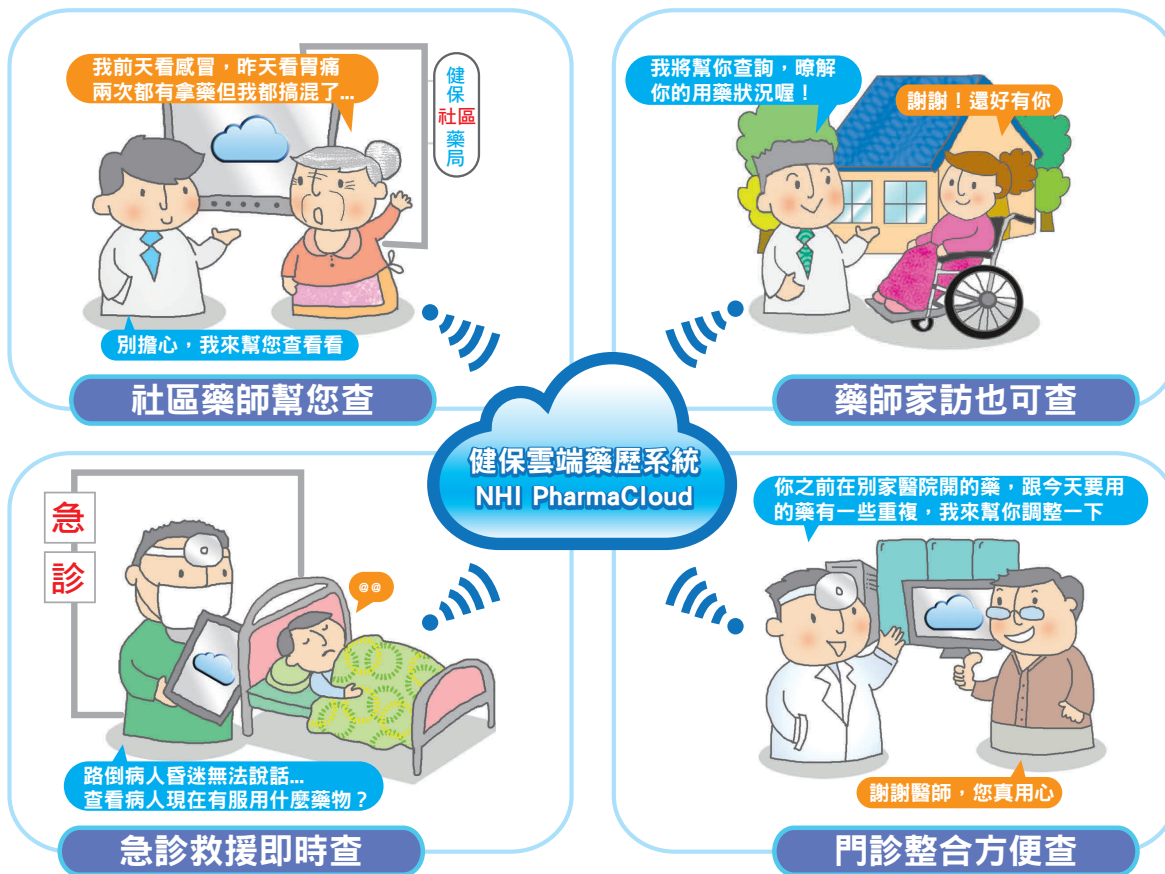 我前天看感冒，昨天看胃痛
兩次都有拿藥但我都搞混了...
健保社區藥局
別擔心，我來幫您查看看
社區藥師幫您查
我將幫你查詢，暸解
你的用藥狀況喔！
謝謝！還好有你
藥師家訪也可查
健保雲端藥歷系統
NHI PharmaCloud
急診
@@
路倒病人昏迷無法說話...
查看病人現在有服用什麼藥物？
急診救援即時查
你之前在別家醫院開的藥，跟今天要用
的藥有一些重複，我來幫你調整一下
謝謝醫師，您真用心
門診整合方便查